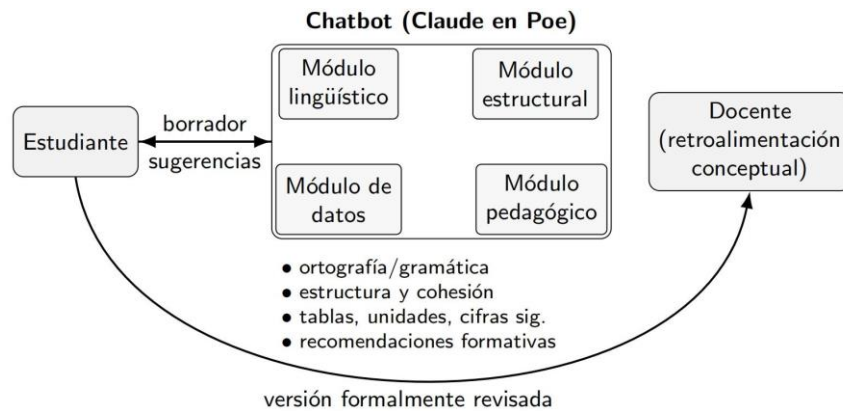 Chatbot (Claude en Poe)
Módulo
lingüístico
Módulo
estructural
Estudiante
borrador
sugerencias
Módulo de
datos
Módulo
pedagógico
Docente
(retroalimentación
conceptual)
• ortografía/gramática
• estructura y cohesión
• tablas, unidades, cifras sig.
• recomendaciones formativas
versión formalmente revisada